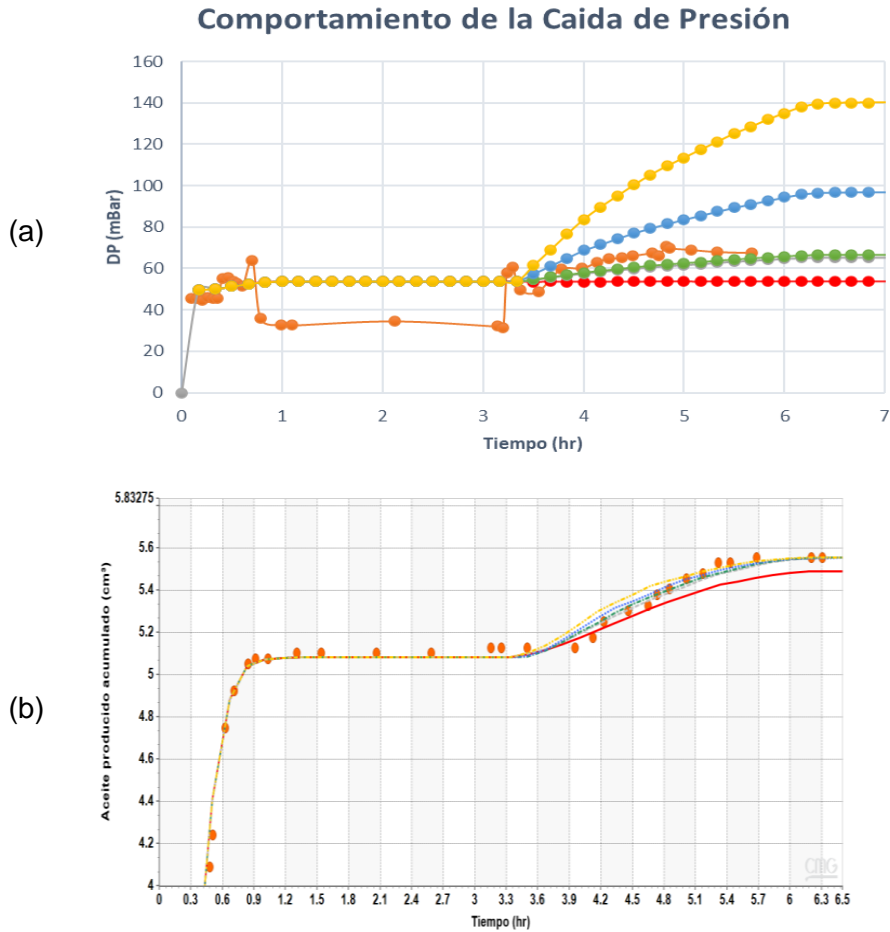 Comportamiento de la Caida de Presión
(a)
DP (mBar)
160
140
120
100
80
60
40
20
0
0 1 2 3 4 5 6 7
Tiempo (hr)
(b)
Aceite producido acumulado (cm³)
5.83275
5.6
5.4
5.2
5
4.8
4.6
4.4
4.2
4
0 0.3 0.6 0.9 1.2 1.5 1.8 2.1 2.4 2.7 3 3.3 3.6 3.9 4.2 4.5 4.8 5.1 5.4 5.7 6 6.3 6.5
CMG
Tiempo (hr)